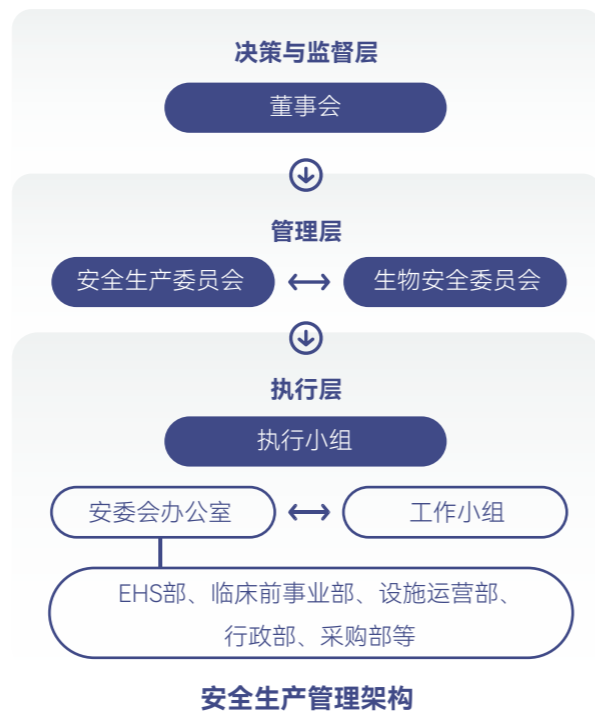 决策与监督层
董事会
管理层
安全生产委员会
生物安全委员会
执行层
执行小组
安委会办公室
工作小组
EHS部、临床前事业部、设施运营部、
行政部、采购部等
安全生产管理架构